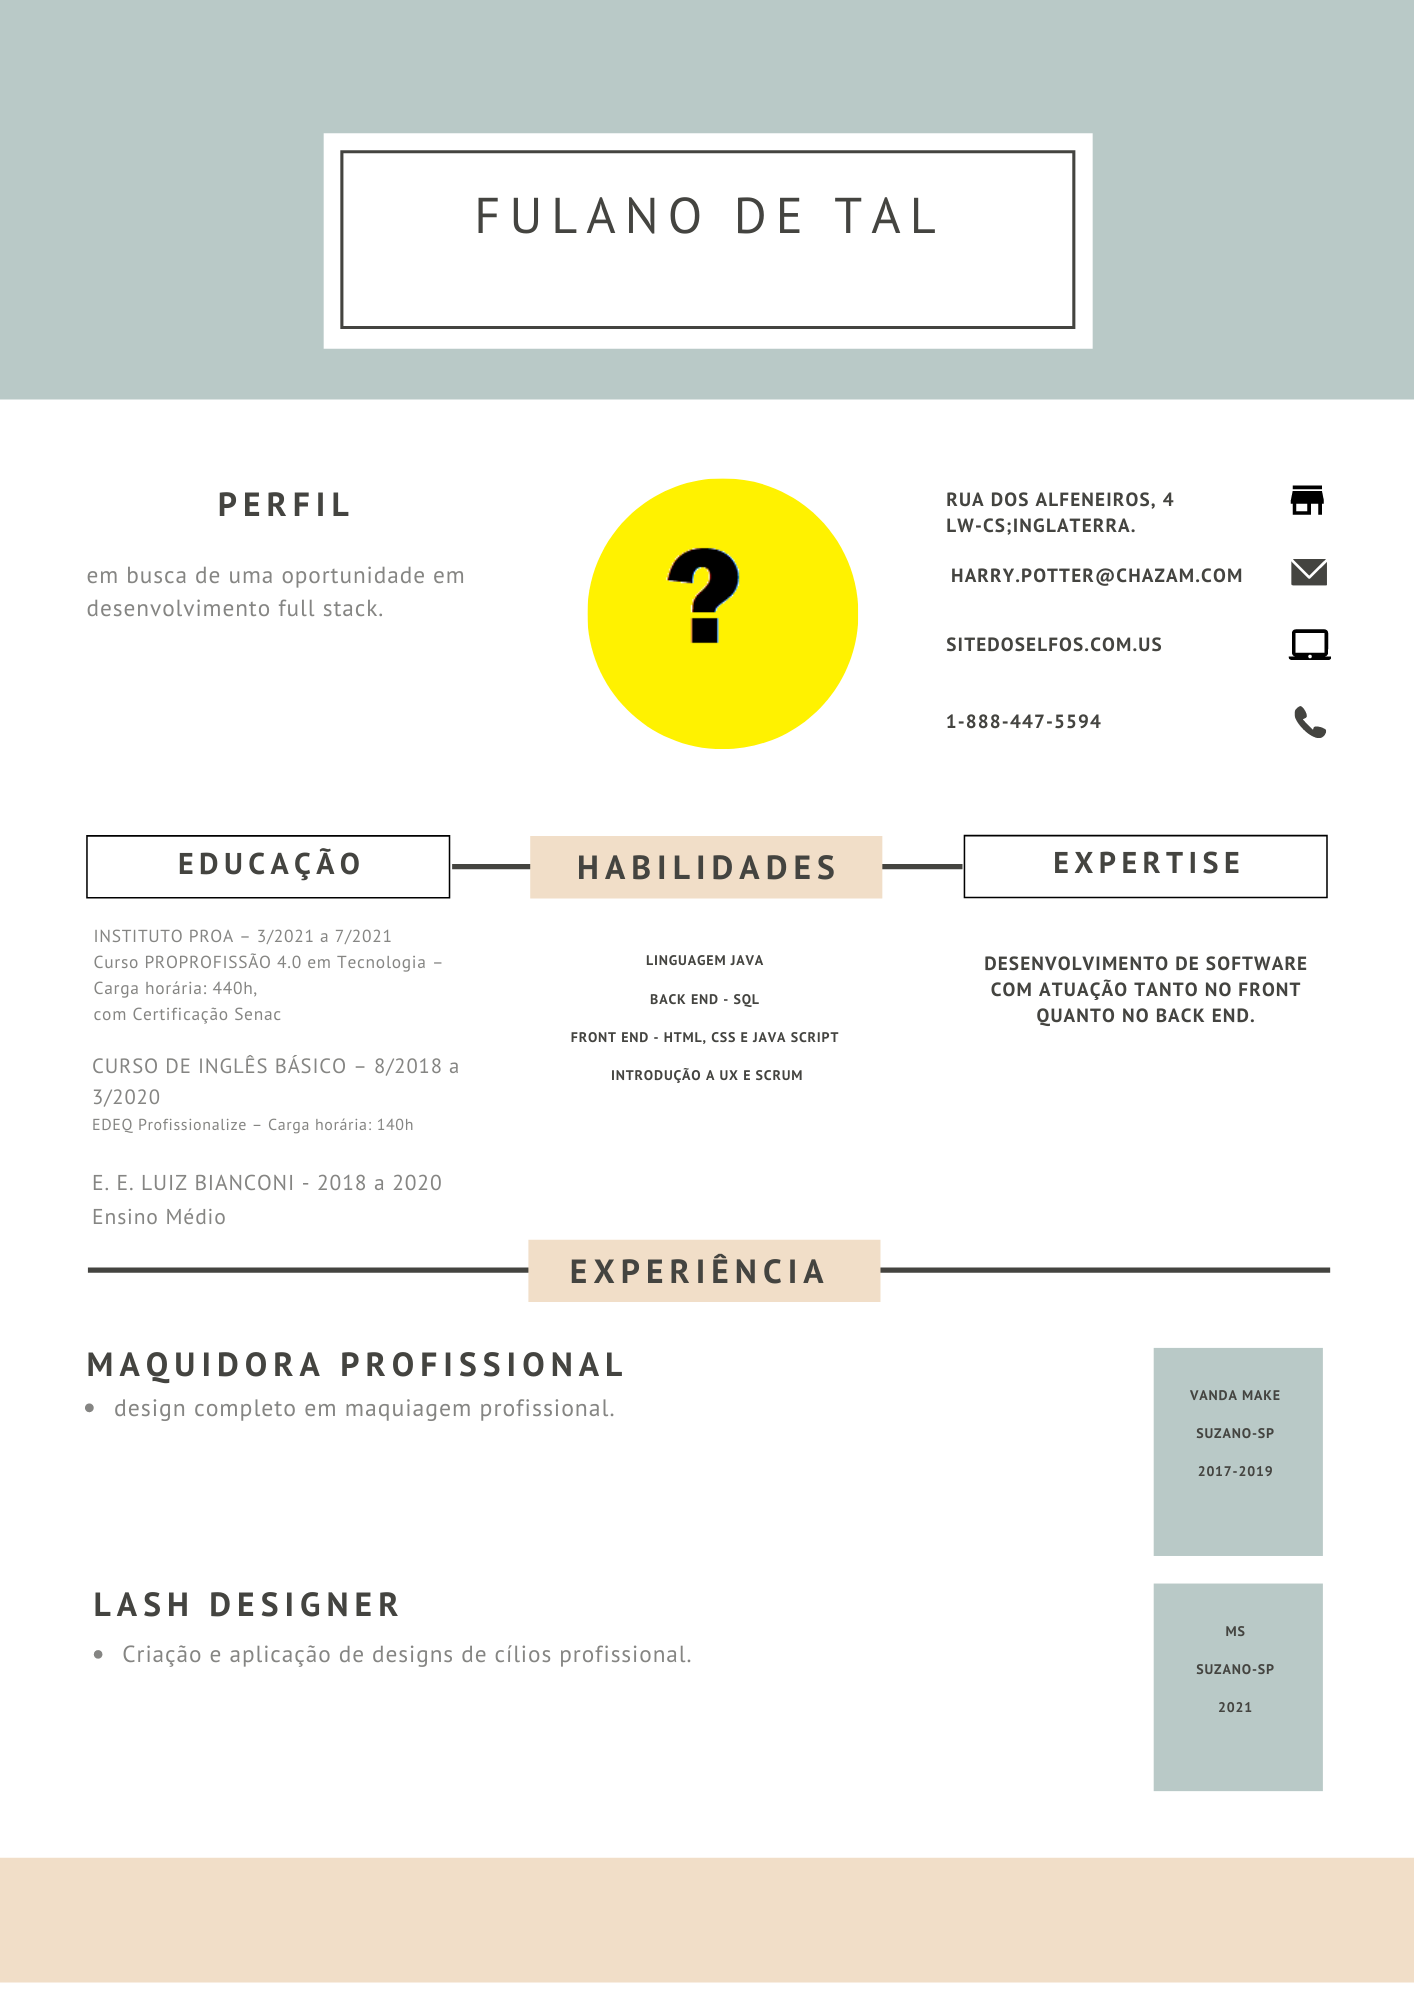 FULANO DE TAL
PERFIL
em busca de uma oportunidade em
desenvolvimento full stack.
?
RUA DOS ALFENEIROS, 4
LW-CS;INGLATERRA.
HARRY.POTTER@CHAZAM.COM
SITEDOSELFOS.COM.US
1-888-447-5594
EDUCAÇÃO
INSTITUTO PROA – 3/2021 a 7/2021
Curso PROPROFISSÃO 4.0 em Tecnologia –
Carga horária: 440h,
com Certificação Senac
CURSO DE INGLÊS BÁSICO – 8/2018 a
3/2020
EDEQ Profissionalize – Carga horária: 140h
E. E. LUIZ BIANCONI - 2018 a 2020
Ensino Médio
HABILIDADES
LINGUAGEM JAVA
BACK END - SQL
FRONT END - HTML, CSS E JAVA SCRIPT
INTRODUÇÃO A UX E SCRUM
EXPERTISE
DESENVOLVIMENTO DE SOFTWARE
COM ATUAÇÃO TANTO NO FRONT
QUANTO NO BACK END.
EXPERIÊNCIA
MAQUIDORA PROFISSIONAL
• design completo em maquiagem profissional.
VANDA MAKE
SUZANO-SP
2017-2019
LASH DESIGNER
• Criação e aplicação de designs de cílios profissional.
MS
SUZANO-SP
2021